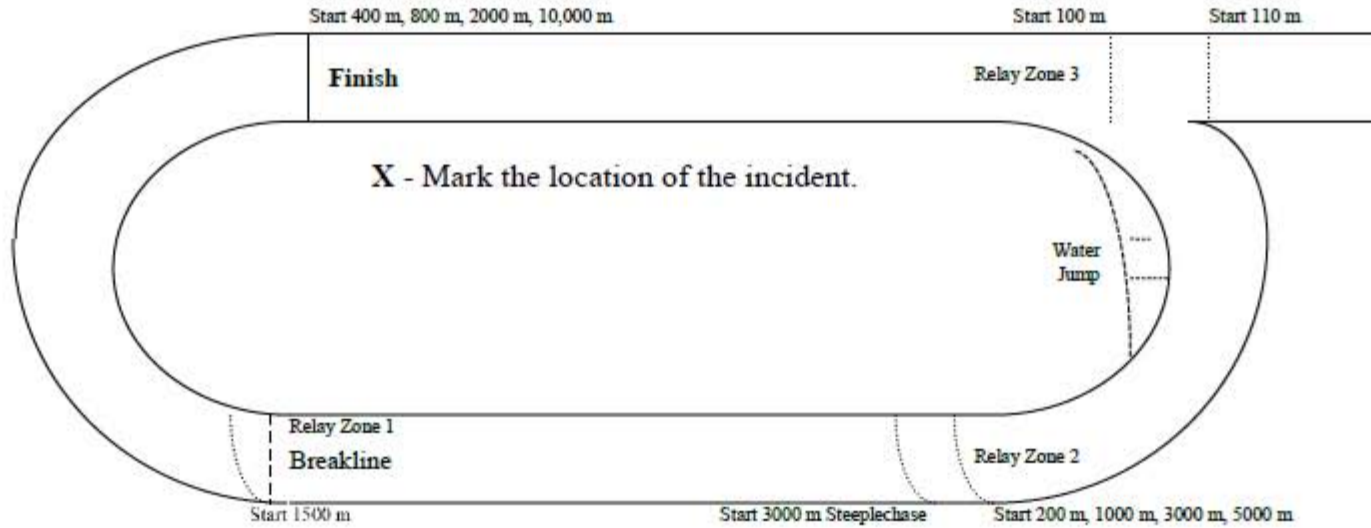 Start 400 m, 800 m, 2000 m, 10,000 m
Start 100 m
Start 110 m
Finish
Relay Zone 3
X - Mark the location of the incident.
Water
Jump
Relay Zone 1
Breakline
Relay Zone 2
Start 1500 m
Start 3000 m Steeplechase
Start 200 m, 1000 m, 3000 m, 5000 m